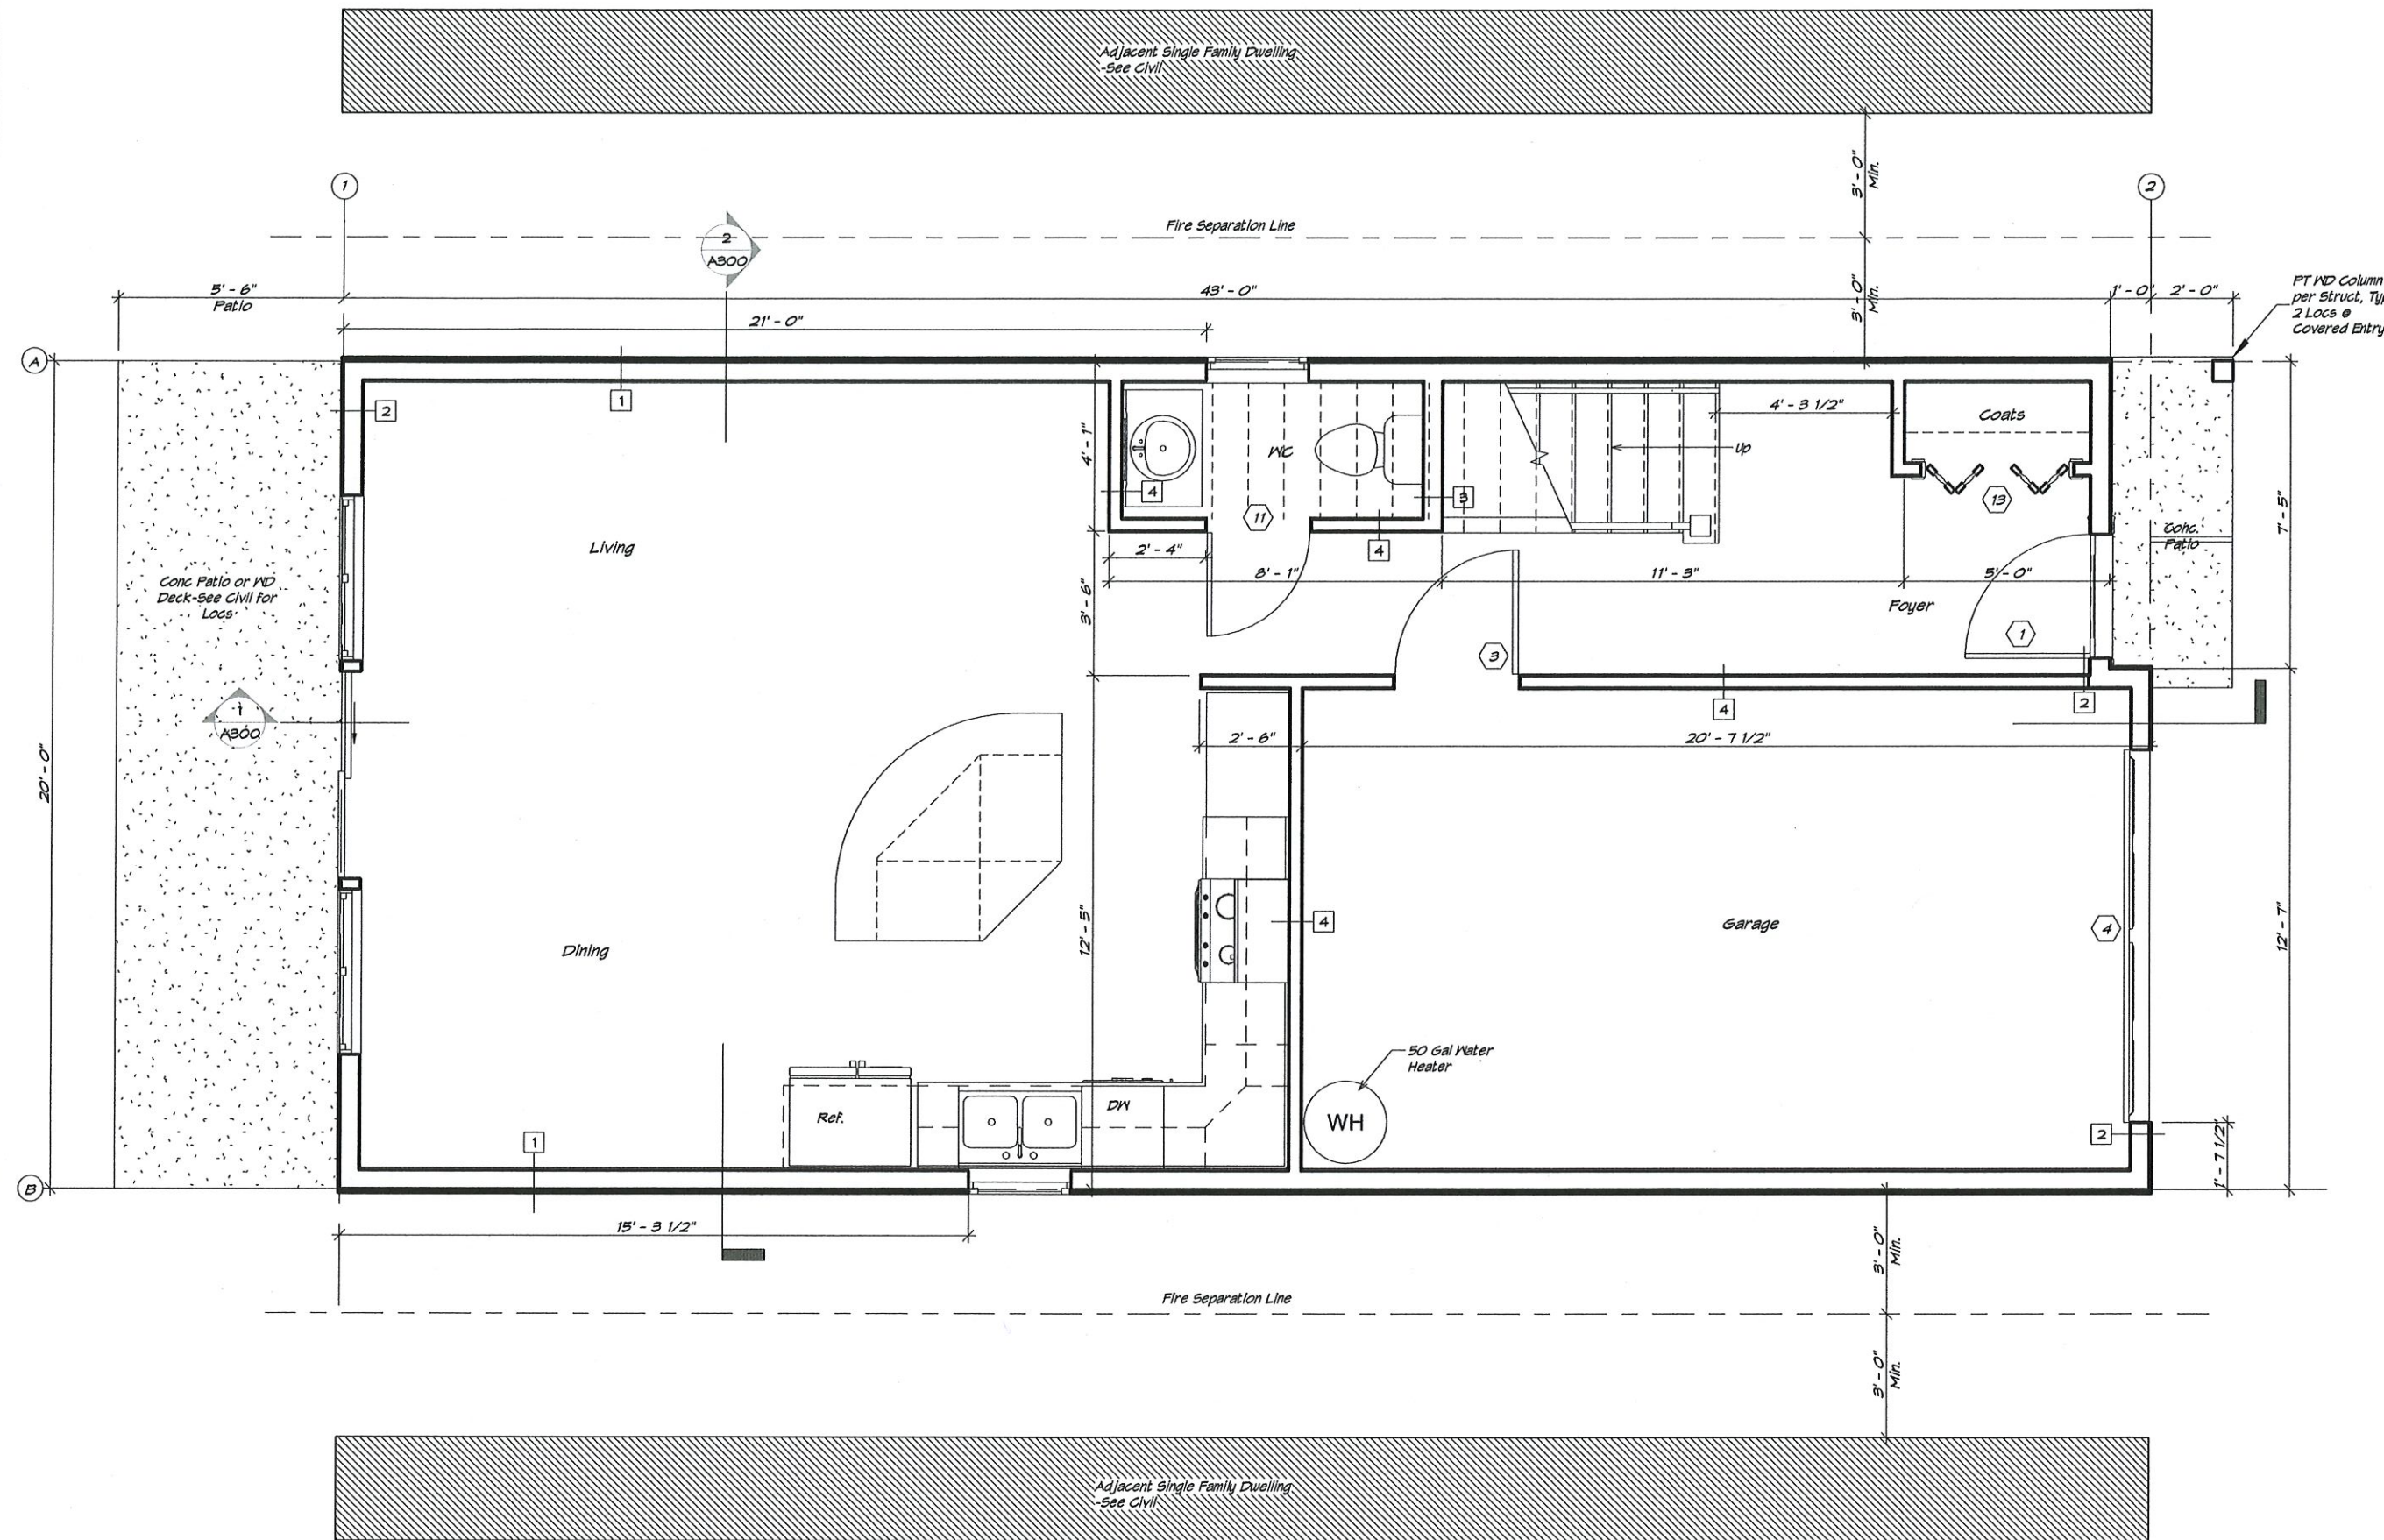 Adjacent Single Family Dwelling
-See Civil
3' - 0"
Min.
1
2
Fire Separation Line
2
A300
5' - 6"
Patio
43' - 0"
3' - 0"
Min.
1' - 0"
2' - 0"
PT WD Column
per Struct, Typ
2 Locs @
Covered Entry
21' - 0"
A
2
1
4' - 1"
WC
4
11
3
4
Up
4' - 3 1/2"
Coats
13
7' - 5"
Conc.
Patio
Living
2' - 4"
8' - 1"
11' - 3"
5' - 0"
Conc Patio or WD
Deck-See Civil for
Locs
3' - 6"
Foyer
1
3
2
4
1
A300
20' - 0"
2' - 6"
20' - 7 1/2"
Dining
12' - 5"
4
Garage
4
12' - 7"
50 Gal Water
Heater
WH
Ref.
DW
1
2
1' - 7 1/2"
B
15' - 3 1/2"
3' - 0"
Min.
Fire Separation Line
3' - 0"
Min.
Adjacent Single Family Dwelling
-See Civil